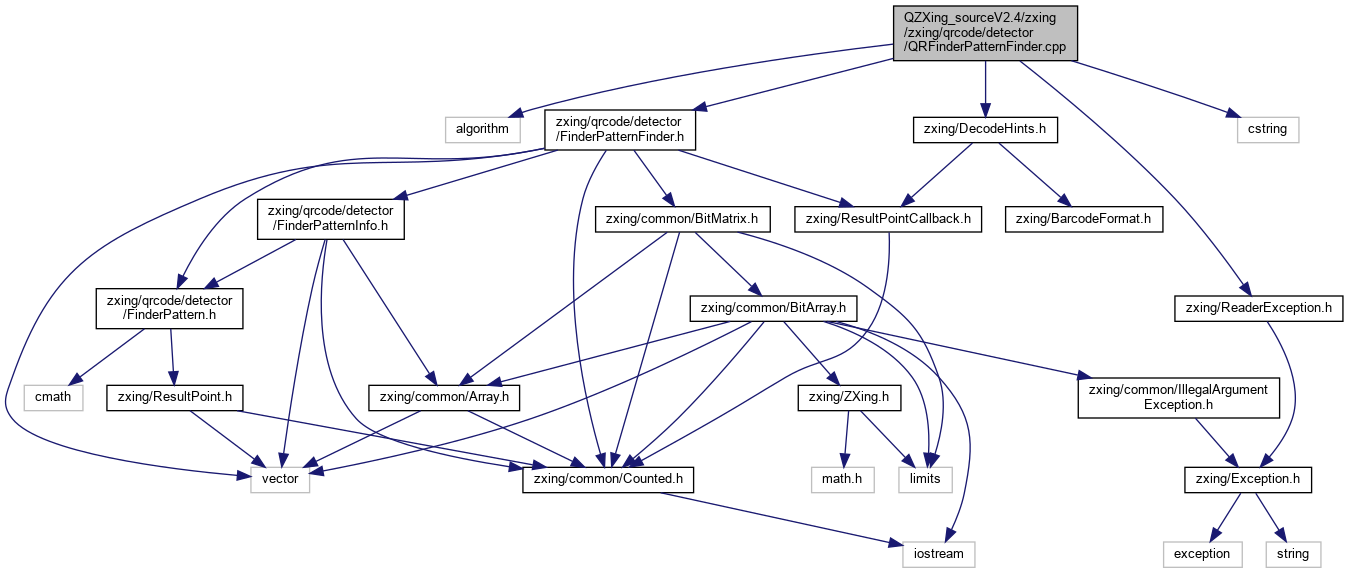 QZXing_sourceV2.4/zxing
/zxing/qrcode/detector
/QRFinderPatternFinder.cpp
algorithm
zxing/qrcode/detector
/FinderPatternFinder.h
zxing/DecodeHints.h
cstring
zxing/qrcode/detector
/FinderPatternInfo.h
zxing/common/BitMatrix.h
zxing/ResultPointCallback.h
zxing/BarcodeFormat.h
zxing/qrcode/detector
/FinderPattern.h
zxing/common/BitArray.h
zxing/ReaderException.h
cmath
zxing/ResultPoint.h
zxing/common/Array.h
zxing/ZXing.h
zxing/common/IllegalArgument
Exception.h
vector
zxing/common/Counted.h
math.h
limits
zxing/Exception.h
iostream
exception
string